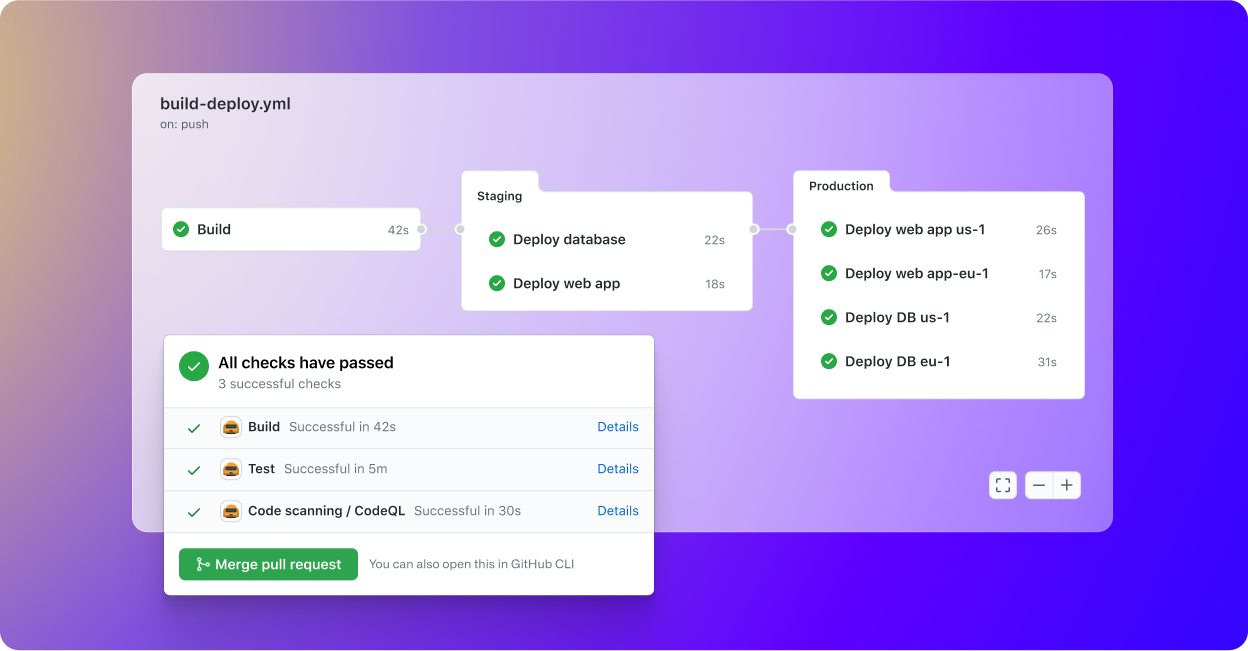 build-deploy.yml
on: push
Build 42s
Staging
Deploy database 22s
Deploy web app 18s
Production
Deploy web app us-1 26s
Deploy web app-eu-1 17s
Deploy DB us-1 22s
Deploy DB eu-1 31s
All checks have passed
3 successful checks
Build Successful in 42s Details
Test Successful in 5m Details
Code scanning / CodeQL Successful in 30s Details
Merge pull request You can also open this in GitHub CLI